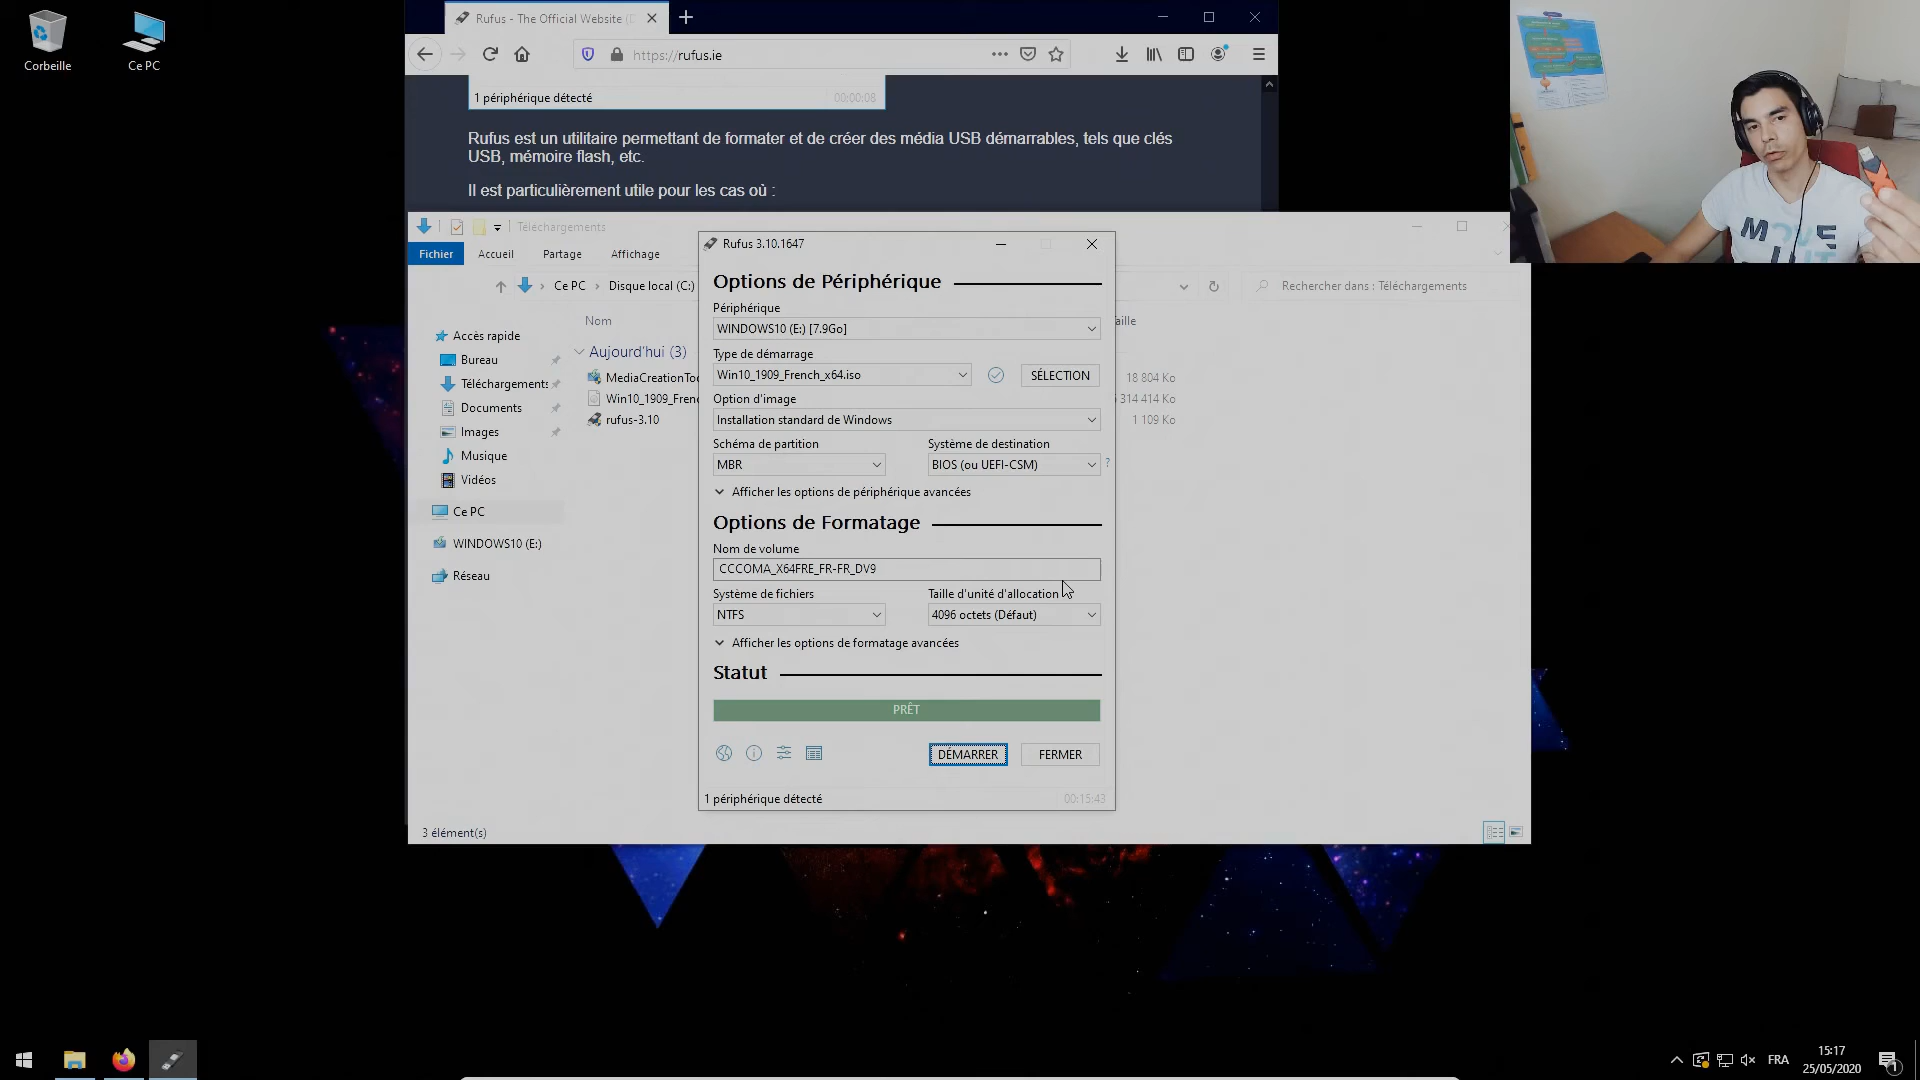 Corbeille
Ce PC
Rufus - The Official Website (
https://rufus.ie
1 périphérique détecté
00:00:08
Rufus est un utilitaire permettant de formater et de créer des média USB démarrables, tels que clés
USB, mémoire flash, etc.
Il est particulièrement utile pour les cas où :
Téléchargements
Fichier
Accueil
Partage
Affichage
Ce PC
Disque local (C:)
Rechercher dans : Téléchargements
Nom
Aujourd'hui (3)
MediaCreationToo
18 804 Ko
Win10_1909_Frenc
314 414 Ko
rufus-3.10
1 109 Ko
Accès rapide
Bureau
Téléchargements
Documents
Images
Musique
Vidéos
Ce PC
WINDOWS10 (E:)
Réseau
3 élément(s)
Rufus 3.10.1647
Options de Périphérique
Périphérique
WINDOWS10 (E:) [7.9Go]
Type de démarrage
Win10_1909_French_x64.iso
SÉLECTION
Option d'image
Installation standard de Windows
Schéma de partition
Système de destination
MBR
BIOS (ou UEFI-CSM)
?
Afficher les options de périphérique avancées
Options de Formatage
Nom de volume
CCCOMA_X64FRE_FR-FR_DV9
Système de fichiers
Taille d'unité d'allocation
NTFS
4096 octets (Défaut)
Afficher les options de formatage avancées
Statut
PRÊT
DÉMARRER
FERMER
1 périphérique détecté
00:15:43
MOVE
FRA
15:17
25/05/2020
1